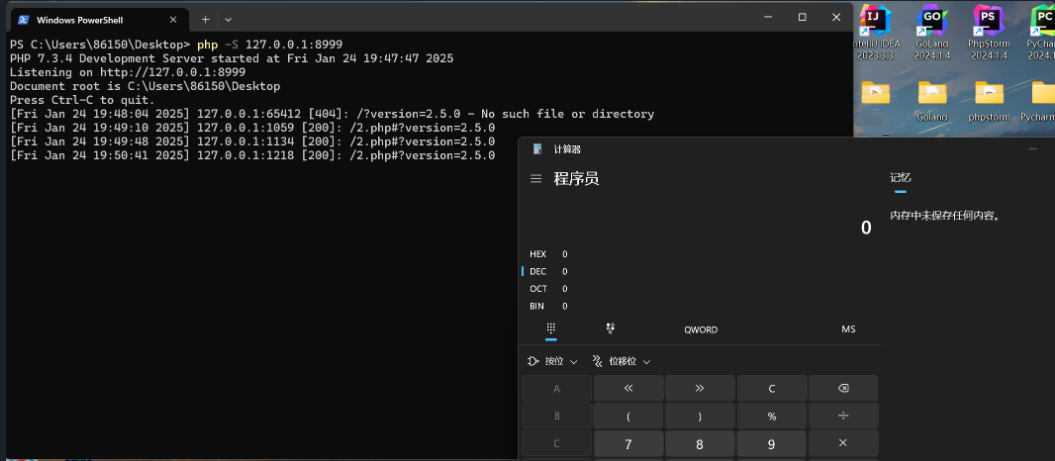 Windows PowerShell
PS C:\Users\86150\Desktop> php -S 127.0.0.1:8999
PHP 7.3.4 Development Server started at Fri Jan 24 19:47:47 2025
Listening on http://127.0.0.1:8999
Document root is C:\Users\86150\Desktop
Press Ctrl-C to quit.
[Fri Jan 24 19:48:04 2025] 127.0.0.1:65412 [404]: /?version=2.5.0 - No such file or directory
[Fri Jan 24 19:49:10 2025] 127.0.0.1:1059 [200]: /2.php#?version=2.5.0
[Fri Jan 24 19:49:48 2025] 127.0.0.1:1134 [200]: /2.php#?version=2.5.0
[Fri Jan 24 19:50:41 2025] 127.0.0.1:1218 [200]: /2.php#?version=2.5.0
IJ GO PS PC
IntelliJ IDEA GoLand PhpStorm PyChar
2023.3.3 2024.1.4 2024.1.4 2024.1
Goland phpstorm Pycharm
计算器
程序员
记忆
内存中未保存任何内容。
0
HEX 0
DEC 0
OCT 0
BIN 0
QWORD MS
按位 位移位
A « » C
B ( ) % ÷
C 7 8 9 ×